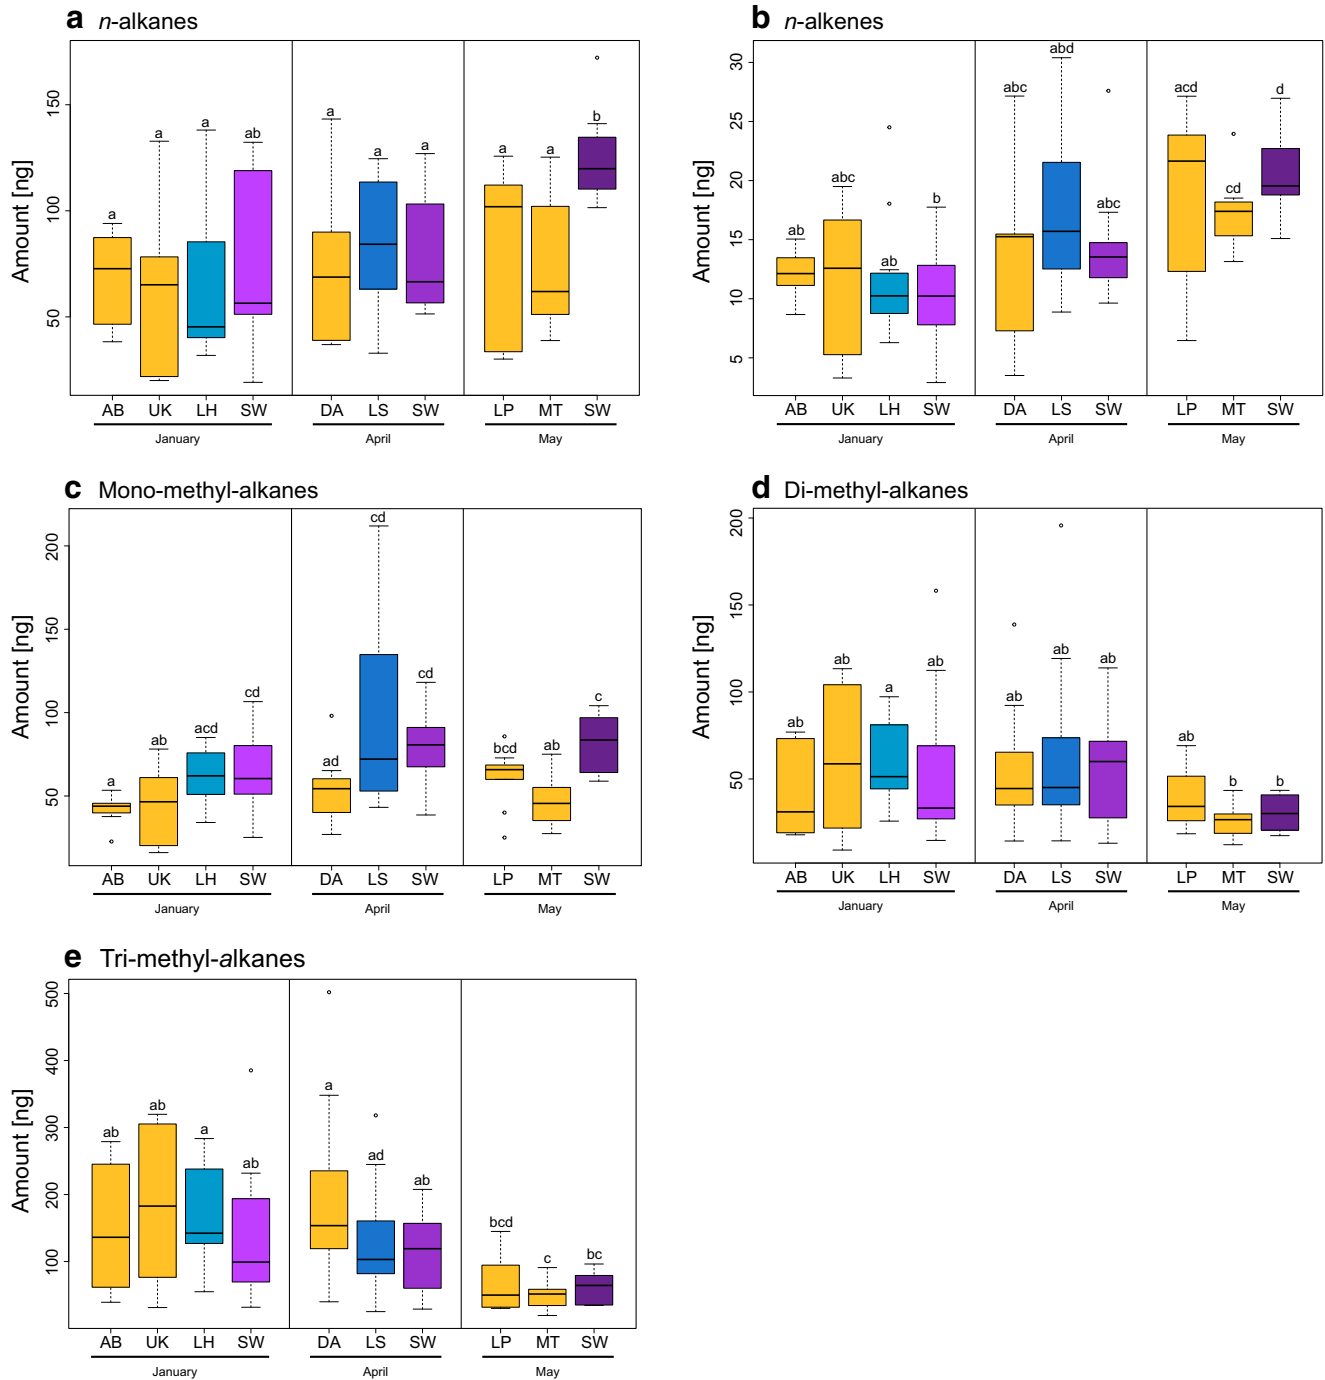 a n-alkanes
Amount [ng]
150
100
50
a
a
a
ab
a
a
a
a
a
b
AB UK LH SW DA LS SW LP MT SW
January April May
b n-alkenes
Amount [ng]
30
25
20
15
10
5
ab
abc
ab
b
abc
abd
abc
acd
cd
d
AB UK LH SW DA LS SW LP MT SW
January April May
c Mono-methyl-alkanes
Amount [ng]
200
150
100
50
a
ab
acd
cd
ad
cd
cd
bcd
ab
c
AB UK LH SW DA LS SW LP MT SW
January April May
d Di-methyl-alkanes
Amount [ng]
200
150
100
50
ab
ab
a
ab
ab
ab
ab
ab
b
b
AB UK LH SW DA LS SW LP MT SW
January April May
e Tri-methyl-alkanes
Amount [ng]
500
400
300
200
100
ab
ab
a
ab
a
ad
ab
bcd
c
bc
AB UK LH SW DA LS SW LP MT SW
January April May